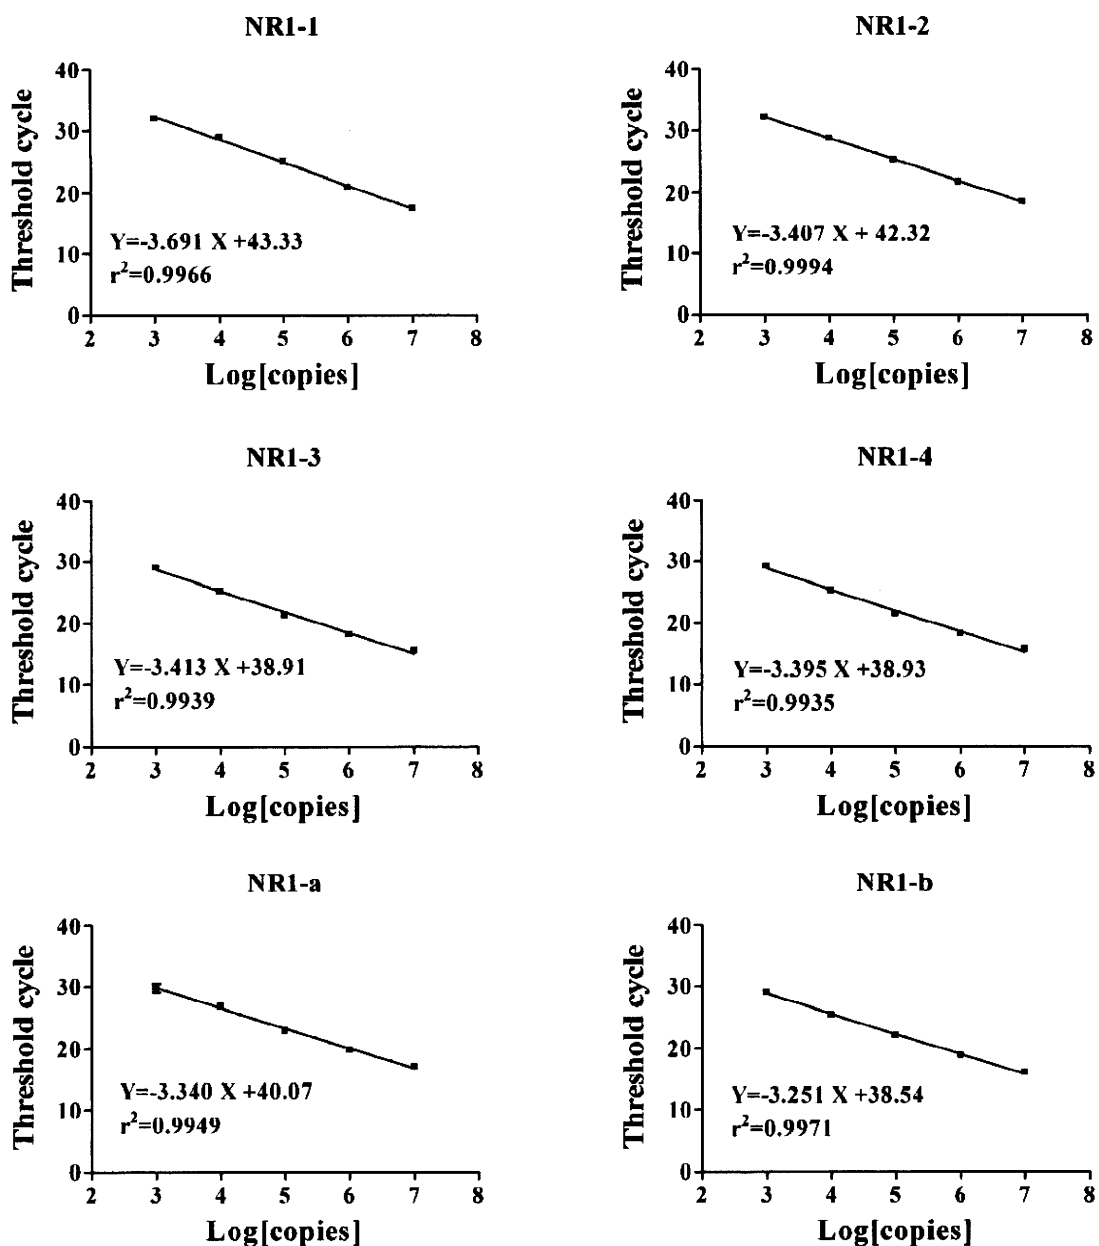 NR1-1
40
30
20
10
0
Threshold cycle
Y=-3.691 X +43.33
r²=0.9966
2 3 4 5 6 7 8
Log[copies]
NR1-2
40
30
20
10
0
Threshold cycle
Y=-3.407 X + 42.32
r²=0.9994
2 3 4 5 6 7 8
Log[copies]
NR1-3
40
30
20
10
0
Threshold cycle
Y=-3.413 X +38.91
r²=0.9939
2 3 4 5 6 7 8
Log[copies]
NR1-4
40
30
20
10
0
Threshold cycle
Y=-3.395 X +38.93
r²=0.9935
2 3 4 5 6 7 8
Log[copies]
NR1-a
40
30
20
10
0
Threshold cycle
Y=-3.340 X +40.07
r²=0.9949
2 3 4 5 6 7 8
Log[copies]
NR1-b
40
30
20
10
0
Threshold cycle
Y=-3.251 X +38.54
r²=0.9971
2 3 4 5 6 7 8
Log[copies]